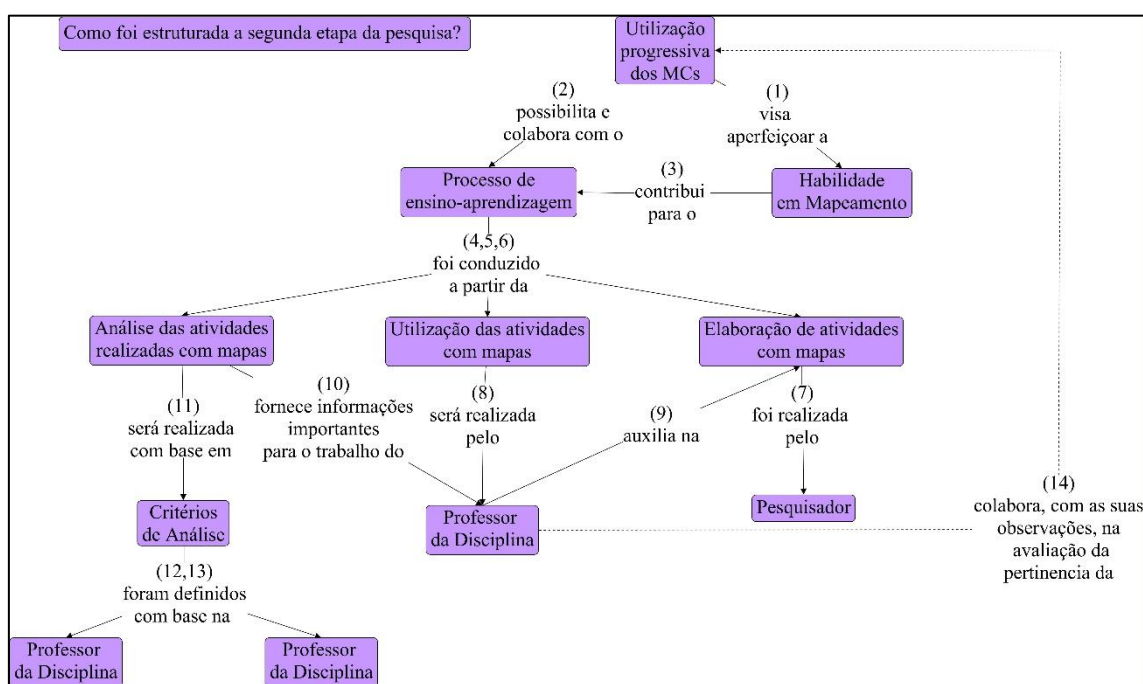 Como foi estruturada a segunda etapa da pesquisa?
Utilização
progressiva
dos MCs
(1)
visa
aperfeiçoar a
(2)
possibilita e
colabora com o
Processo de
ensino-aprendizagem
(3)
contribui
para o
Habilidade
em Mapeamento
(4,5,6)
foi conduzido
a partir da
Análise das atividades
realizadas com mapas
Utilização das atividades
com mapas
Elaboração de atividades
com mapas
(11)
será realizada
com base em
(10)
fornece informações
importantes
para o trabalho do
(8)
será realizada
pelo
(9)
auxilia na
(7)
foi realizada
pelo
Critérios
de Análise
Professor
da Disciplina
Pesquisador
(14)
colabora, com as suas
observações, na
avaliação da
pertinencia da
(12,13)
foram definidos
com base na
Professor
da Disciplina
Professor
da Disciplina